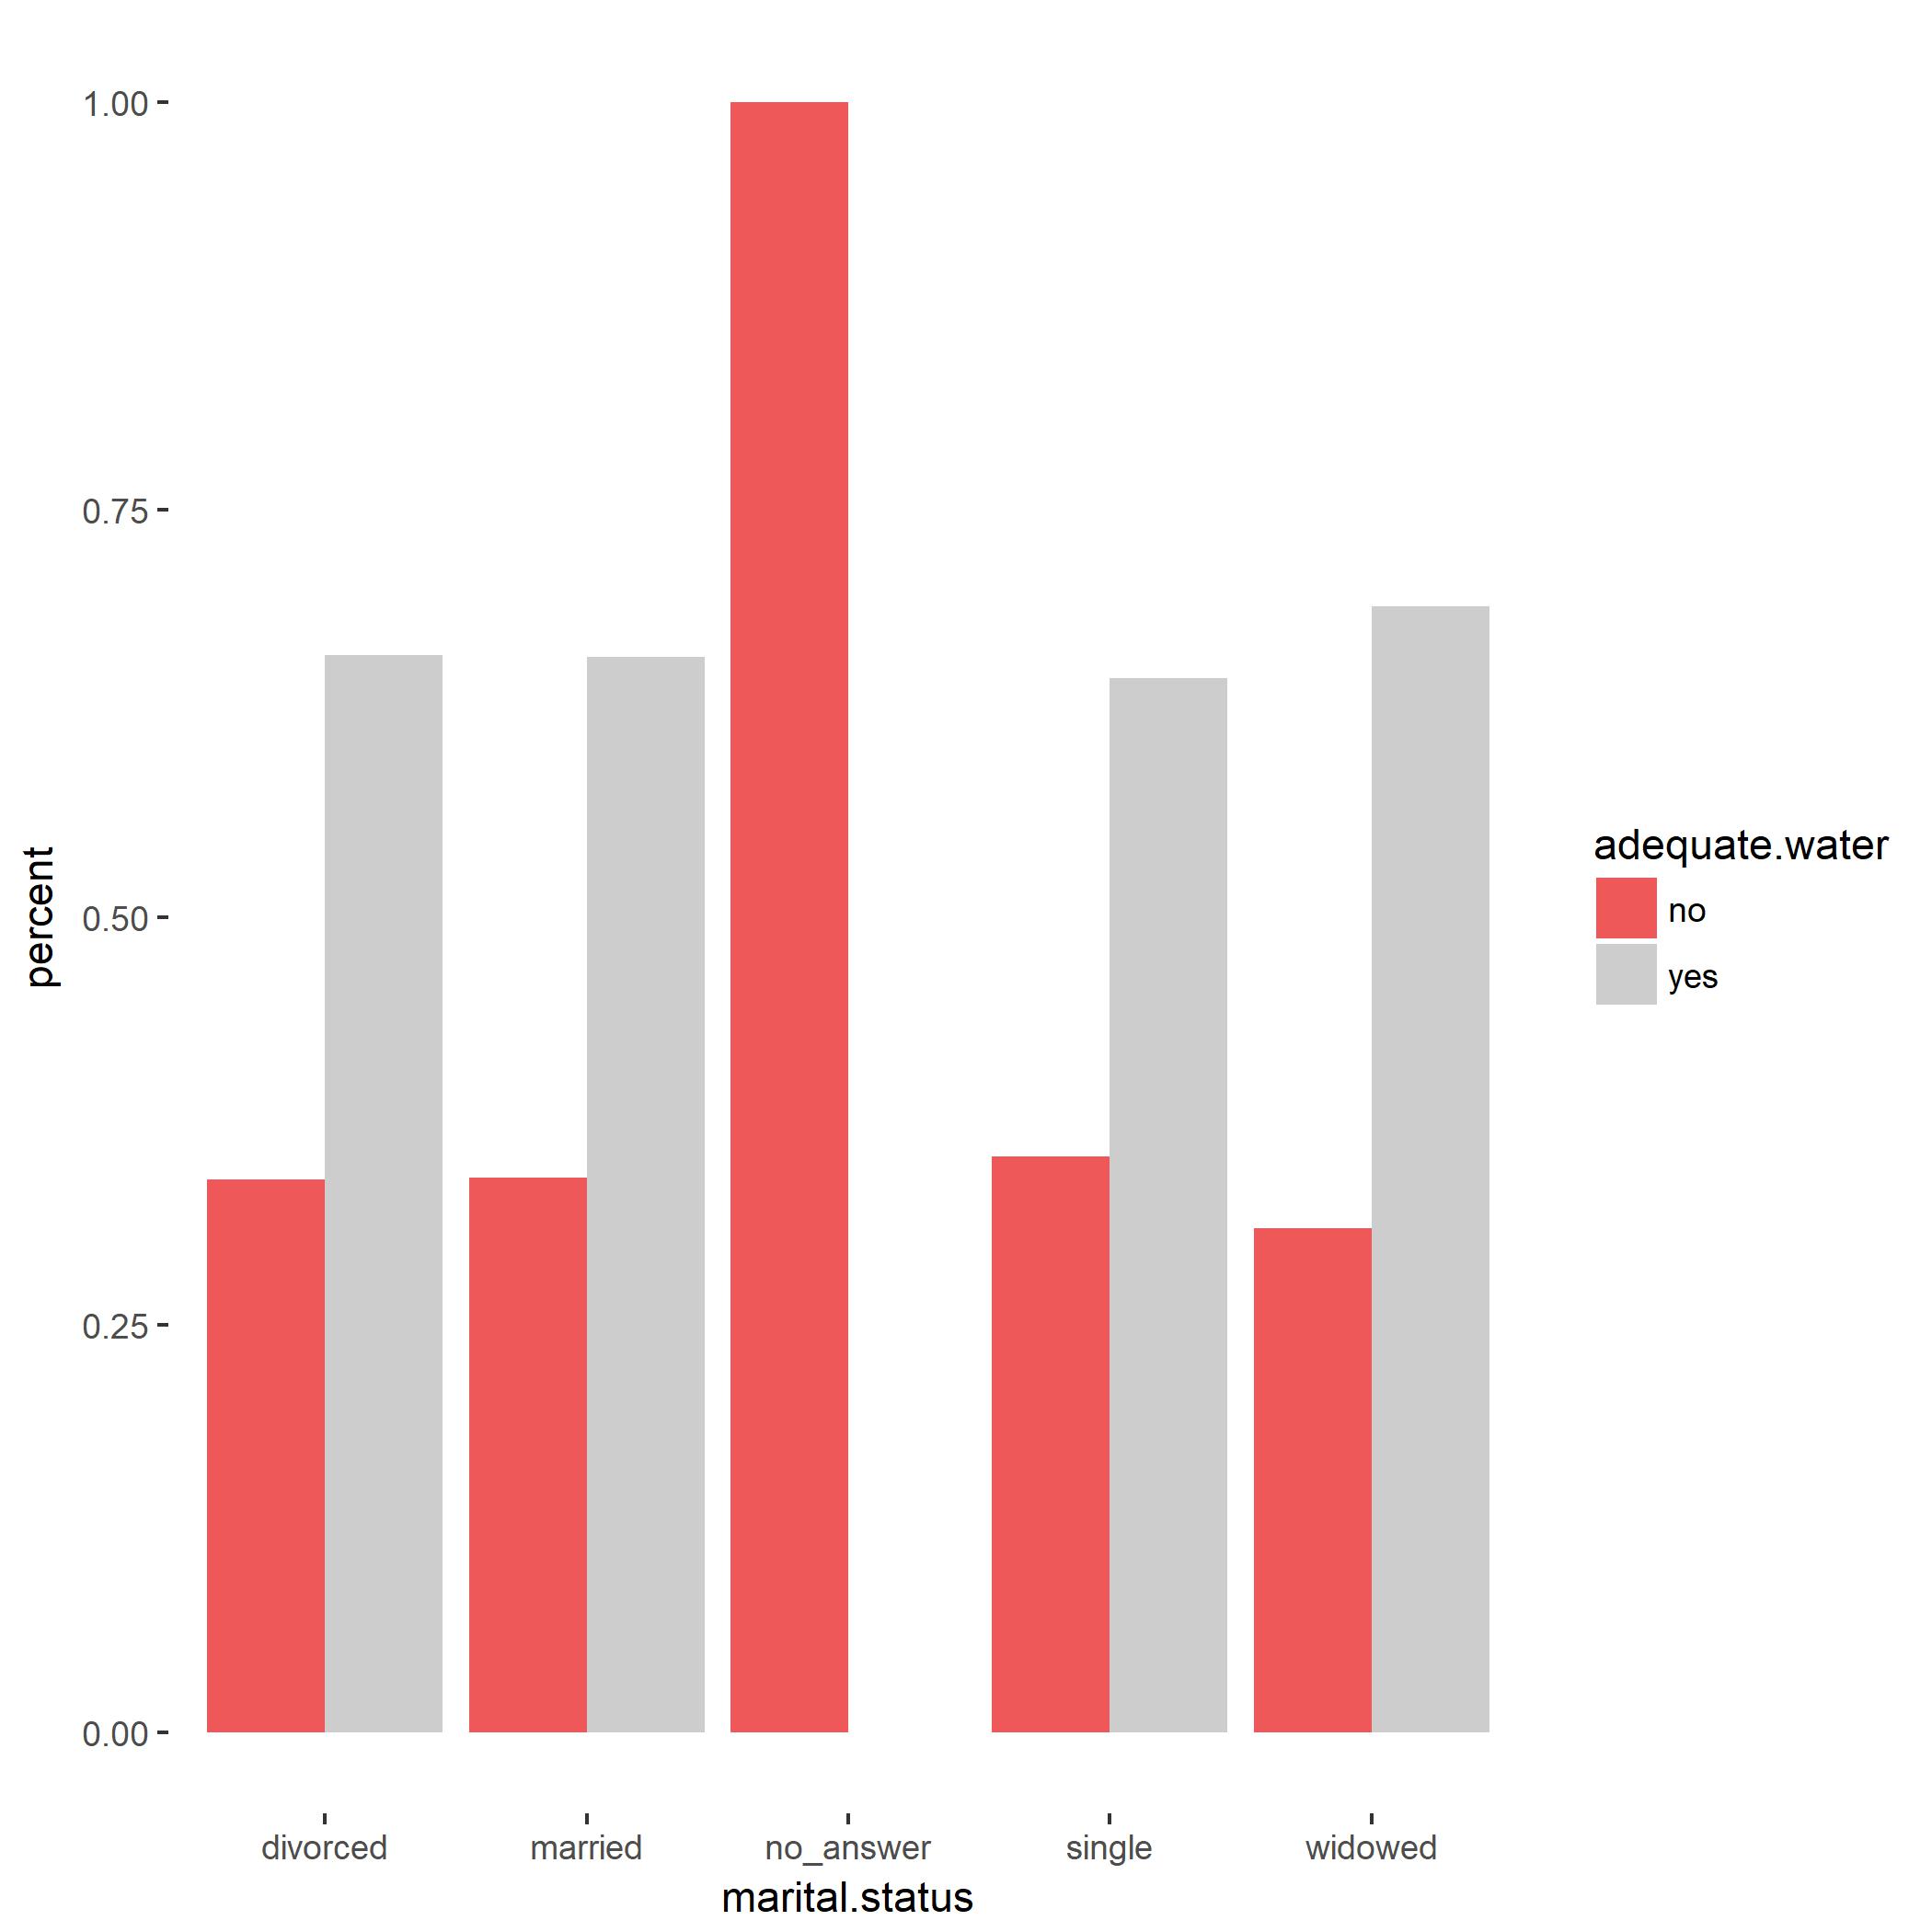 percent
1.00
0.75
0.50
0.25
0.00
divorced married no_answer single widowed
marital.status
adequate.water
no
yes